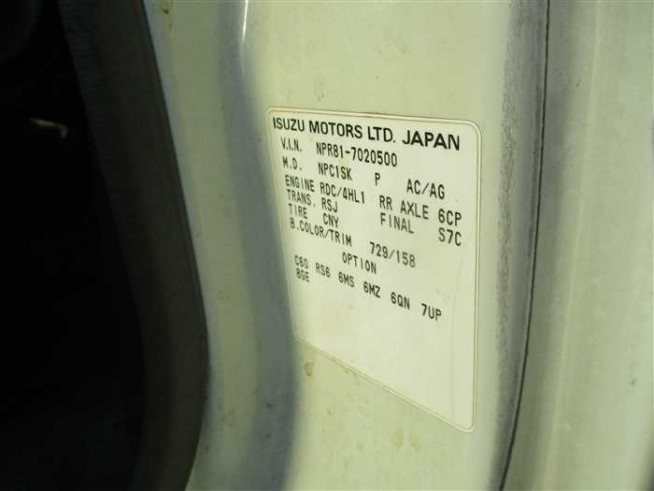 ISUZU MOTORS LTD. JAPAN
V.I.N. NPR81-7020500
M.D. NPC1SK P AC/AG
ENGINE RDC/4HL1 RR AXLE 6CP
TRANS. RSJ FINAL S7C
TIRE CNY
B.COLOR/TRIM 729/158
OPTION
C60 RS6 6MS 6MZ 6QN 7UP
8GE